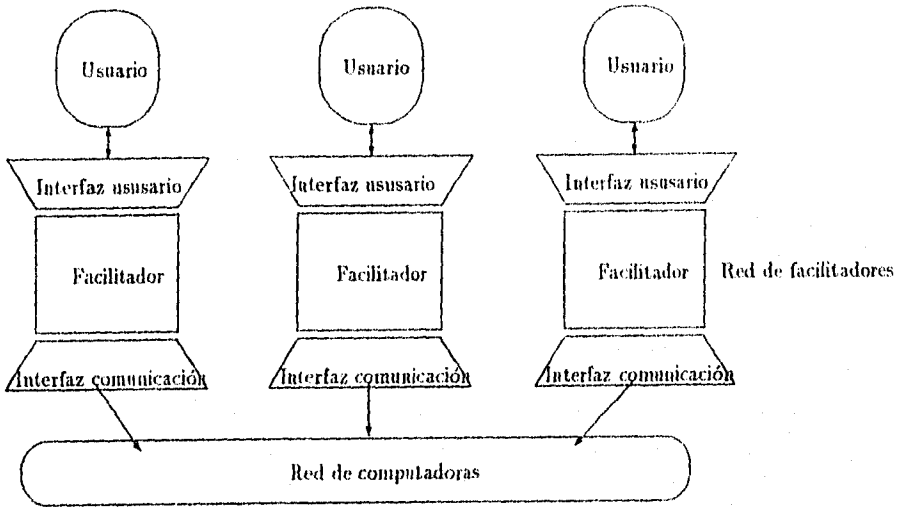 Usuario
Usuario
Usuario
Interfaz ususario
Interfaz ususario
Interfaz ususario
Facilitador
Facilitador
Facilitador
Red de facilitadores
Interfaz comunicación
Interfaz comunicación
Interfaz comunicación
Red de computadoras